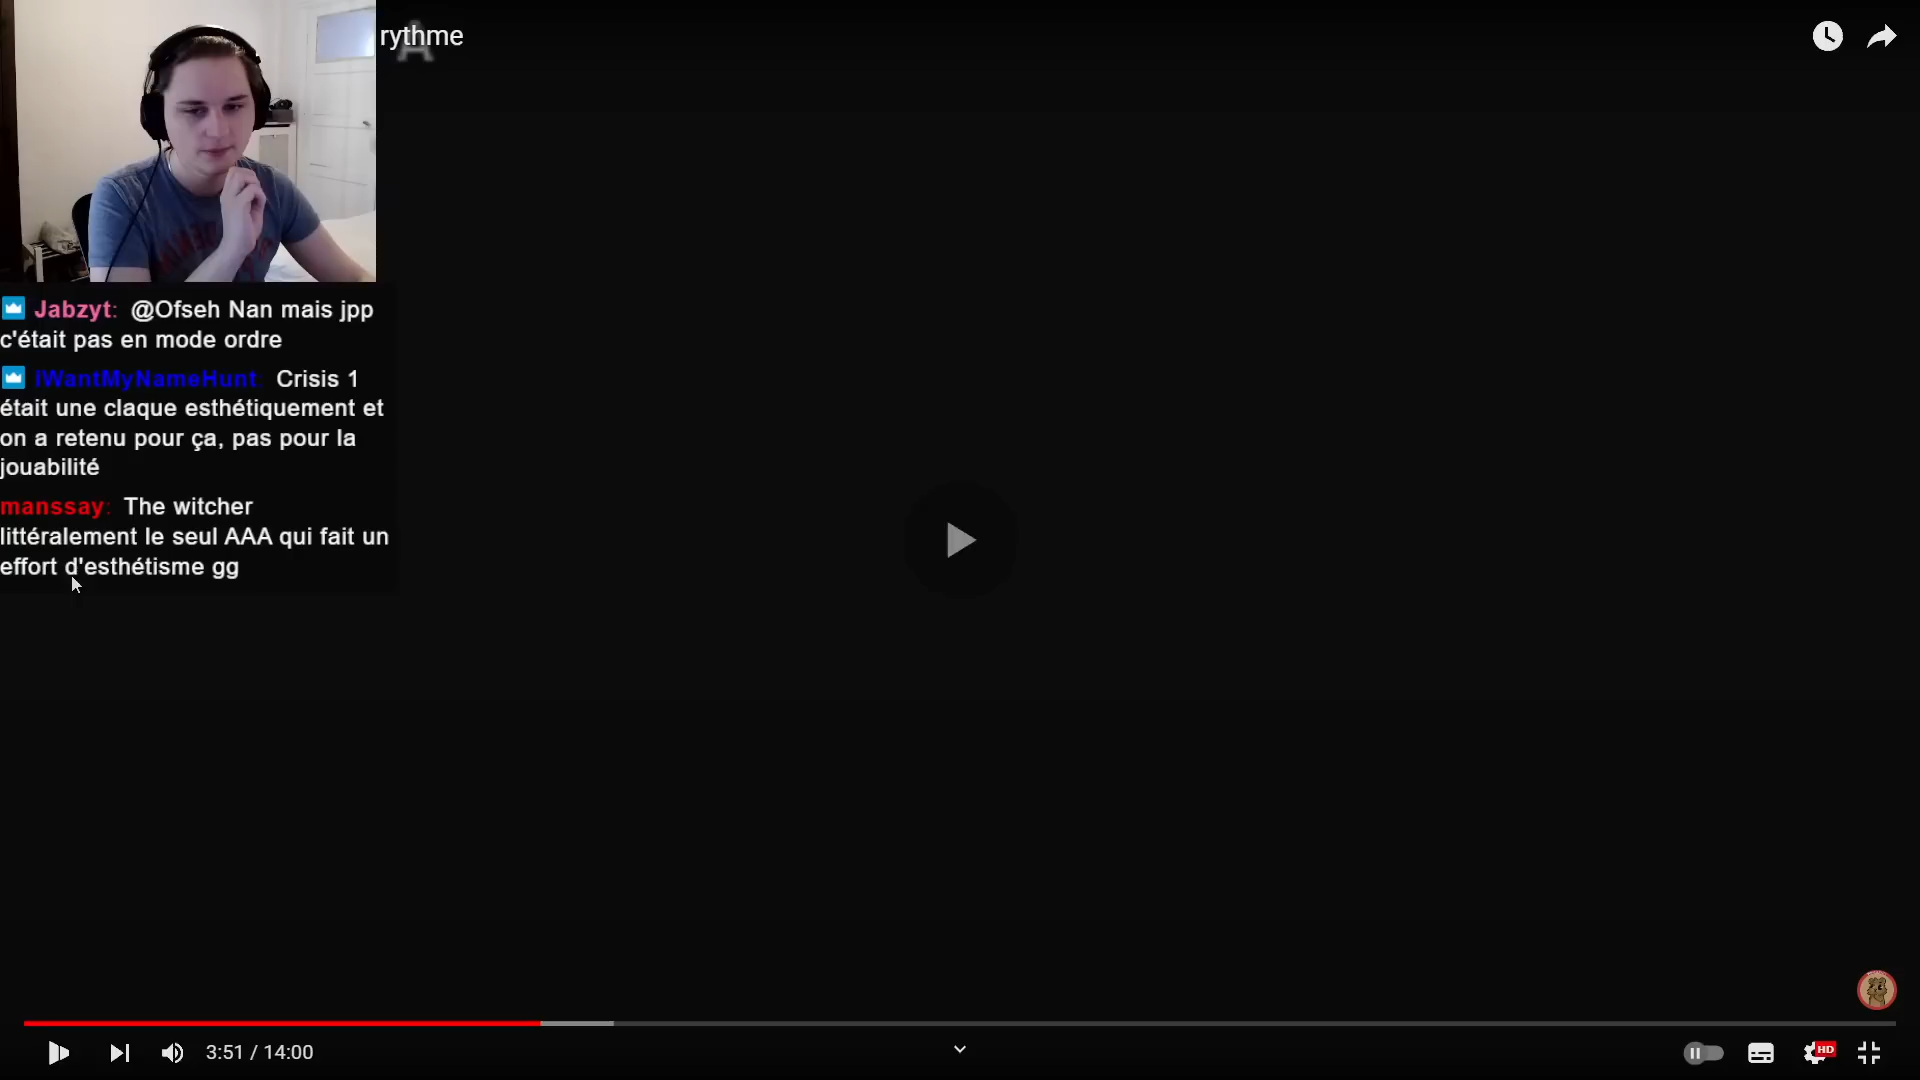 rythme
Jabzyt: @Ofseh Nan mais jpp
c'était pas en mode ordre
IWantMyNameHunt: Crisis 1
était une claque esthétiquement et
on a retenu pour ça, pas pour la
jouabilité
manssay: The witcher
littéralement le seul AAA qui fait un
effort d'esthétisme gg
3:51 / 14:00
HD